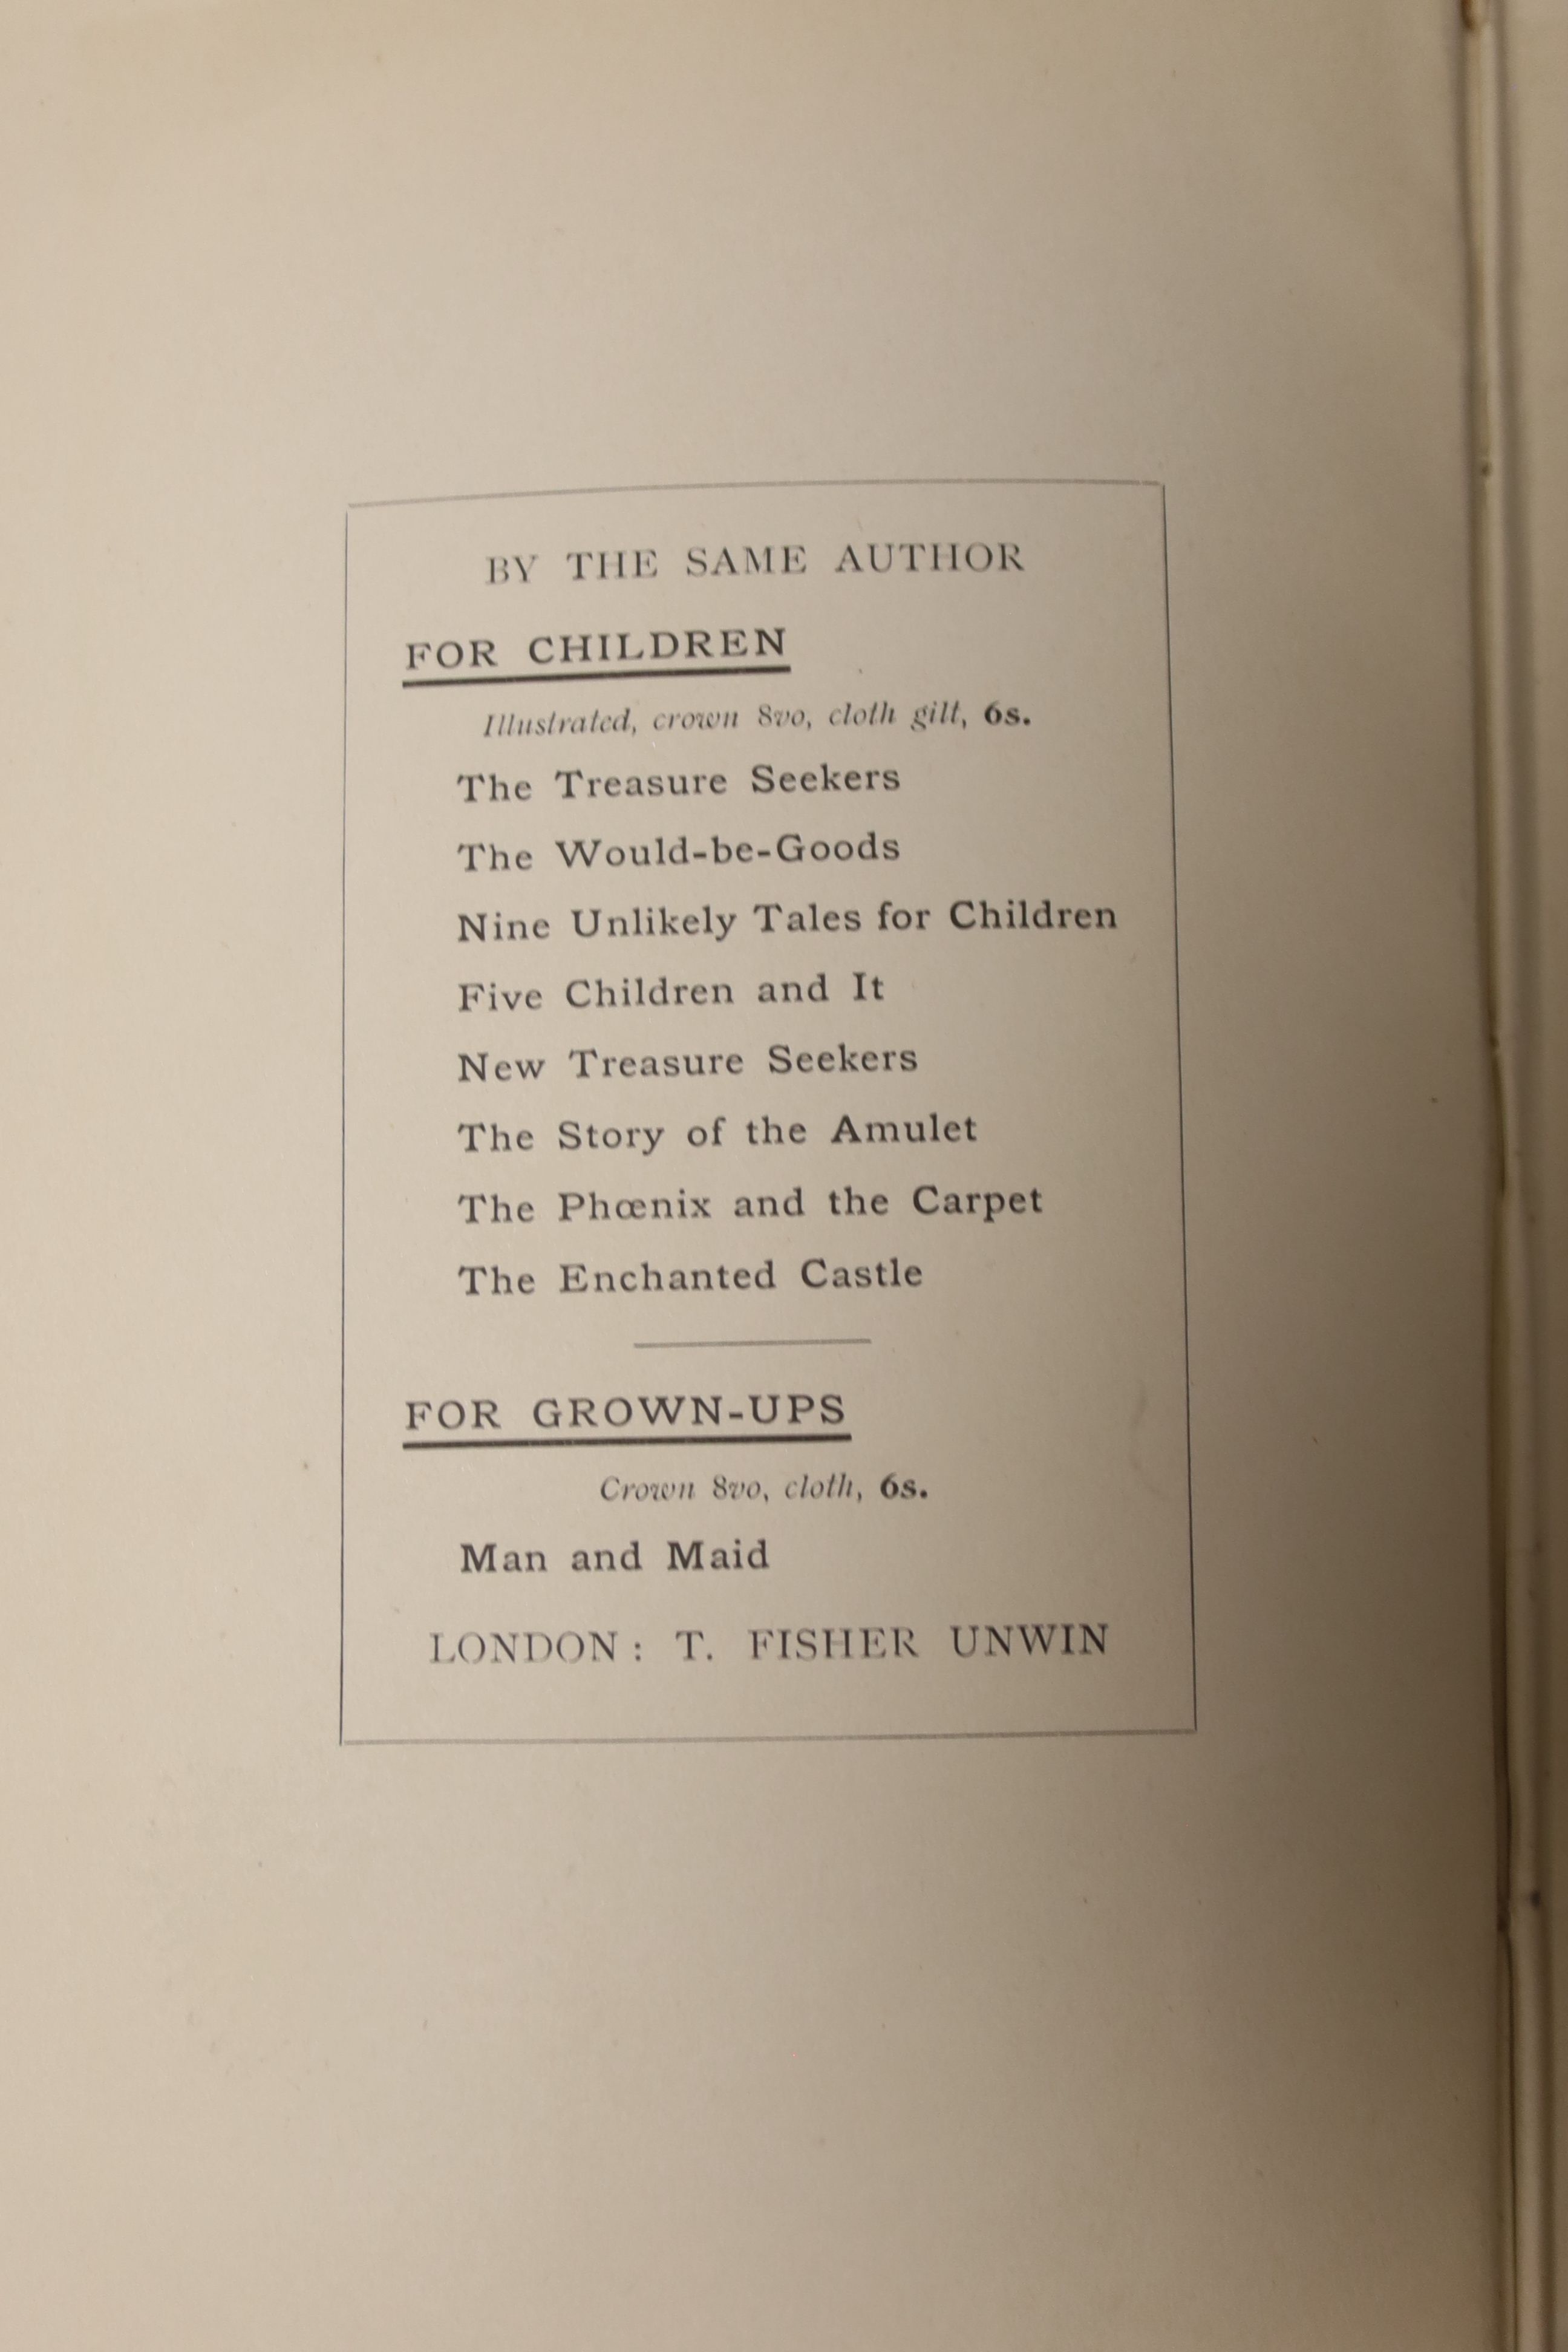 BY THE SAME AUTHOR
FOR CHILDREN
Illustrated, crown 8vo, cloth gilt, 6s.
The Treasure Seekers
The Would-be-Goods
Nine Unlikely Tales for Children
Five Children and It
New Treasure Seekers
The Story of the Amulet
The Phœnix and the Carpet
The Enchanted Castle
FOR GROWN-UPS
Crown 8vo, cloth, 6s.
Man and Maid
LONDON: T. FISHER UNWIN